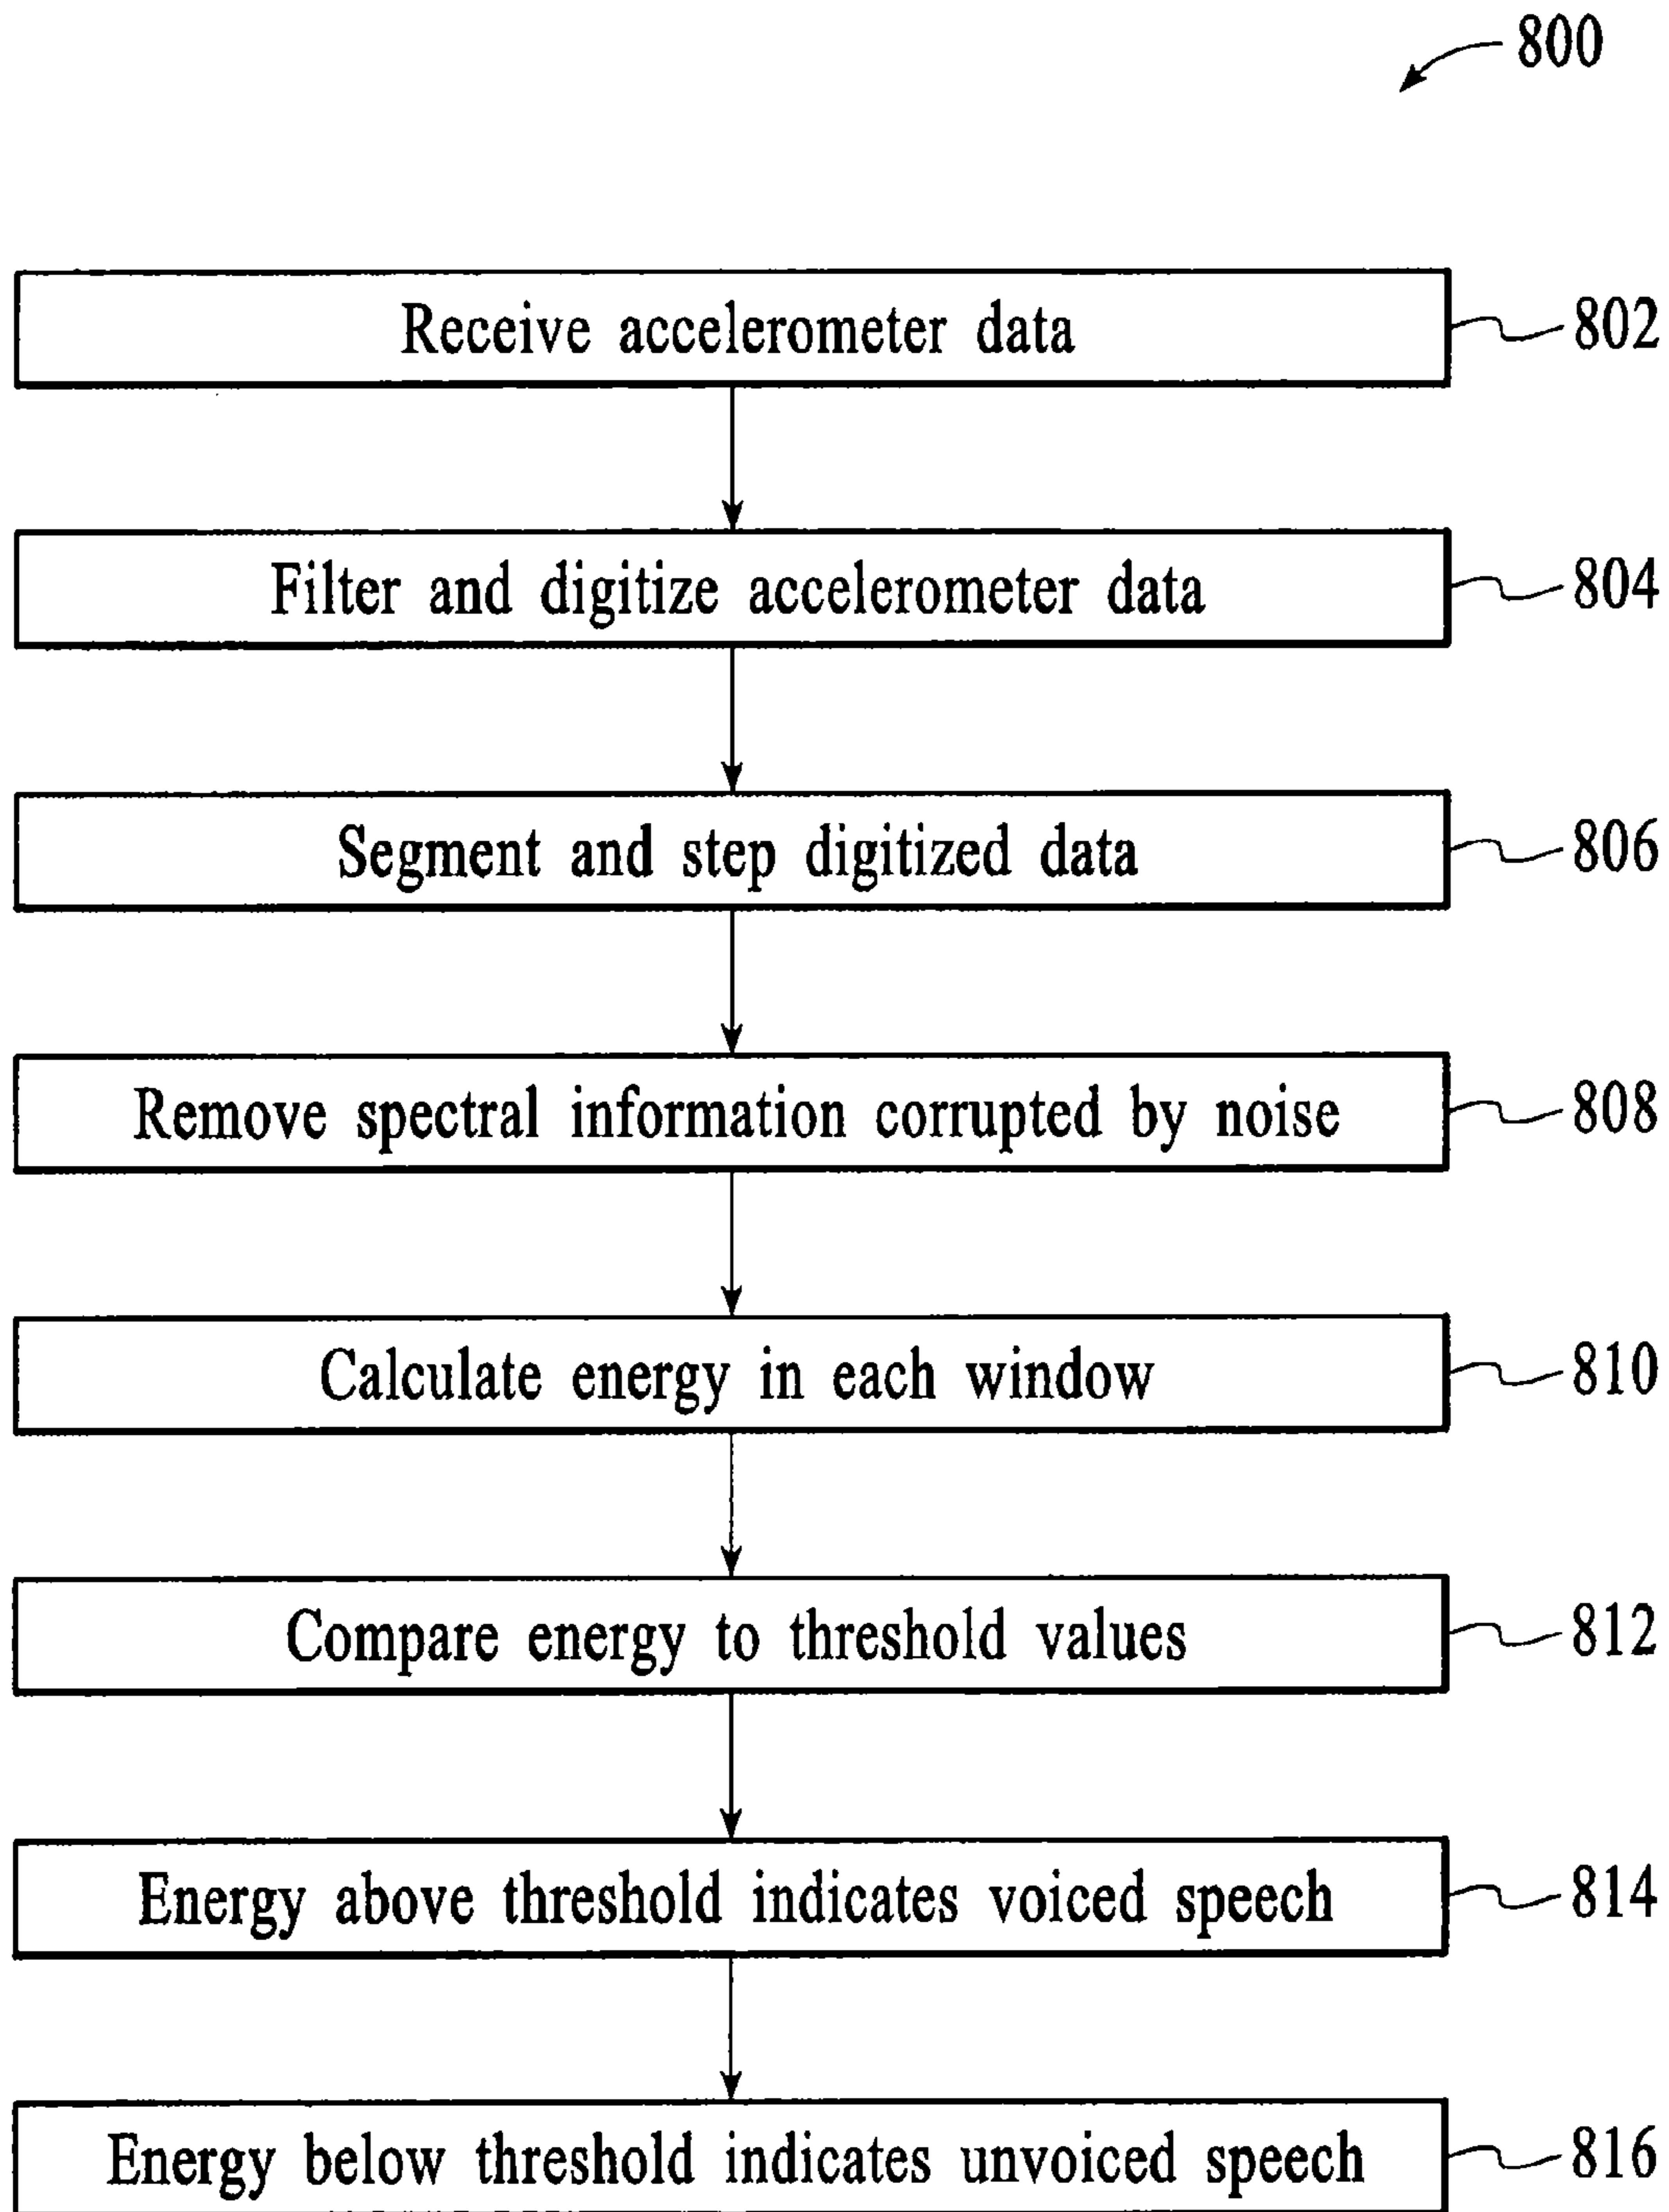 800
Receive accelerometer data
802
Filter and digitize accelerometer data
804
Segment and step digitized data
806
Remove spectral information corrupted by noise
808
Calculate energy in each window
810
Compare energy to threshold values
812
Energy above threshold indicates voiced speech
814
Energy below threshold indicates unvoiced speech
816